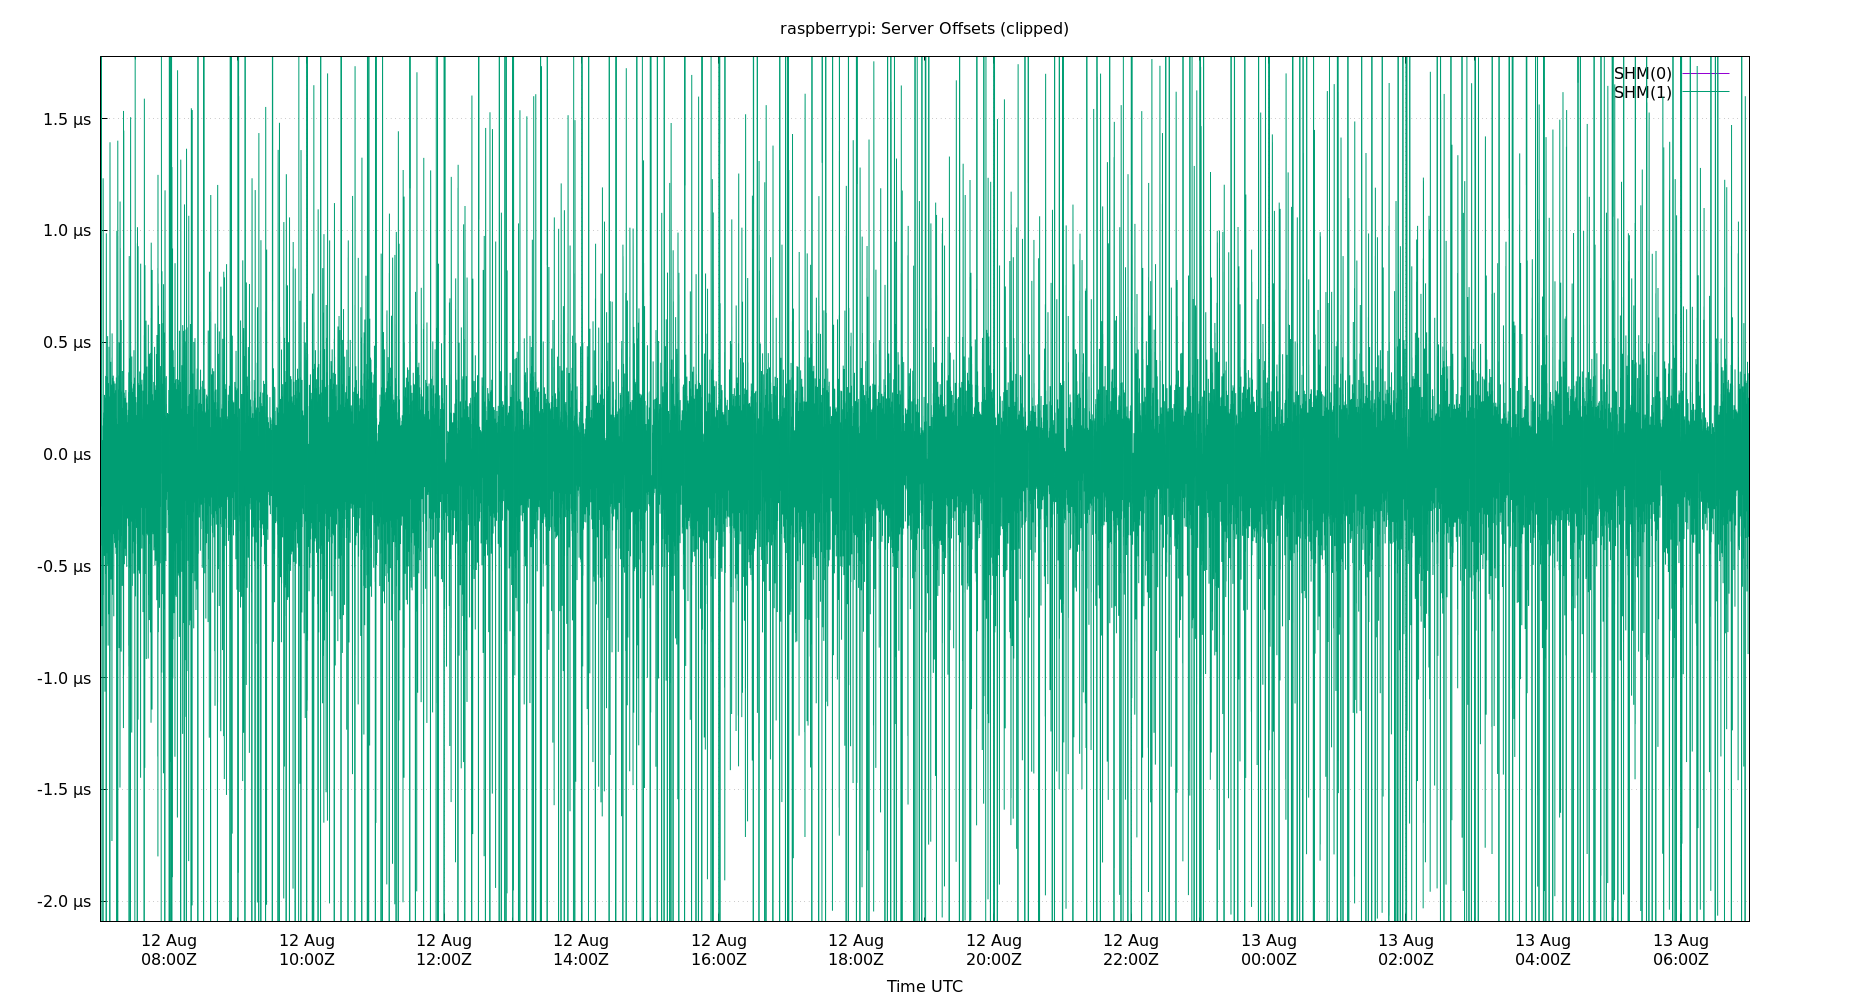 raspberrypi: Server Offsets (clipped)
SHM(0)
SHM(1)
1.5 µs
1.0 µs
0.5 µs
0.0 µs
-0.5 µs
-1.0 µs
-1.5 µs
-2.0 µs
12 Aug 12 Aug 12 Aug 12 Aug 12 Aug 12 Aug 12 Aug 12 Aug 13 Aug 13 Aug 13 Aug 13 Aug
08:00Z 10:00Z 12:00Z 14:00Z 16:00Z 18:00Z 20:00Z 22:00Z 00:00Z 02:00Z 04:00Z 06:00Z
Time UTC